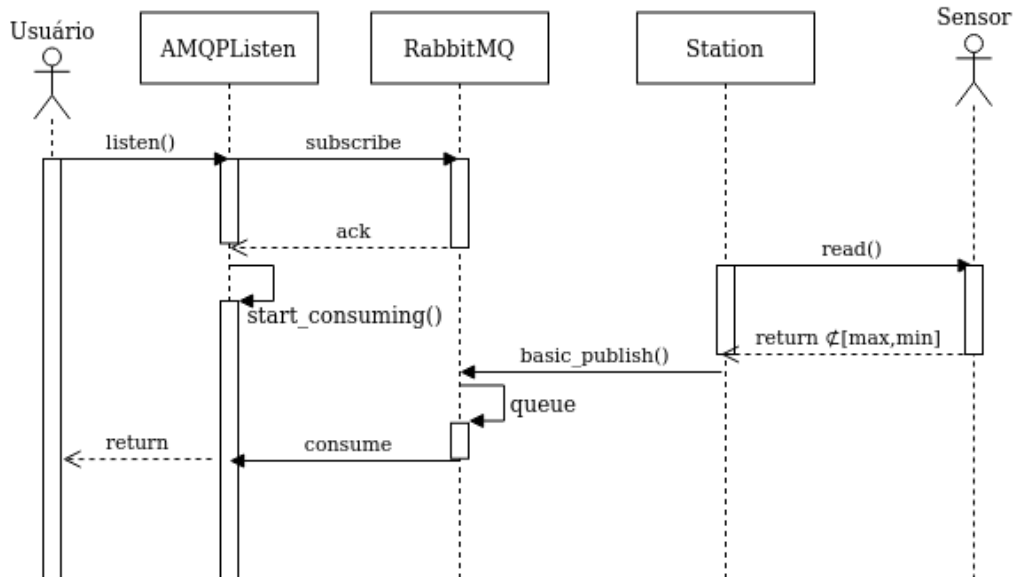 Usuário
AMQPListen
RabbitMQ
Station
Sensor
listen()
subscribe
ack
read()
start_consuming()
return ⊄[max,min]
basic_publish()
queue
return
consume